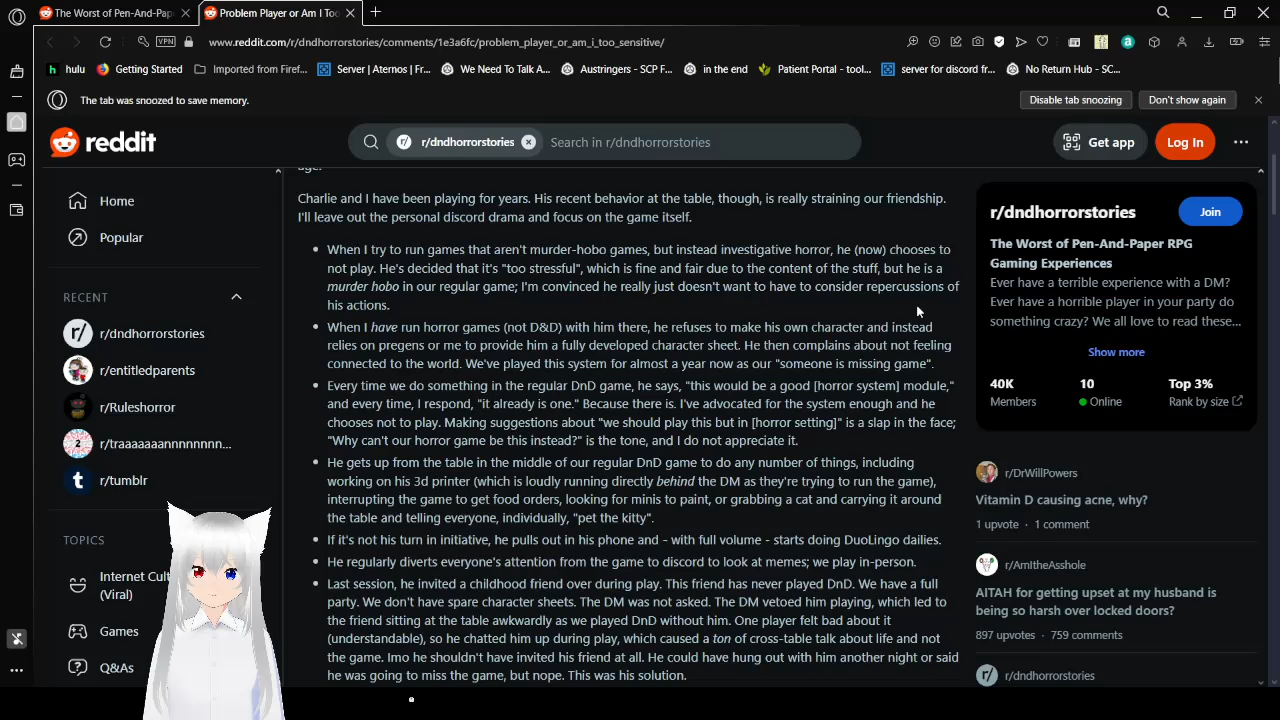 The Worst of Pen-And-Pap
Problem Player or Am I Too
VPN
www.reddit.com/r/dndhorrorstories/comments/1e3a6fc/problem_player_or_am_i_too_sensitive/
hulu
Getting Started
Imported from Firef...
Server | Aternos | Fr...
We Need To Talk A...
Austringers - SCP F...
in the end
Patient Portal - tool...
server for discord fr...
No Return Hub - SC...
The tab was snoozed to save memory.
Disable tab snoozing
Don't show again
reddit
r/dndhorrorstories
Search in r/dndhorrorstories
Get app
Log In
Home
Popular
RECENT
r/dndhorrorstories
r/entitledparents
r/Ruleshorror
r/traaaaaaannnnnnnn...
r/tumblr
TOPICS
Internet Cul
(Viral)
Games
Q&As
age.
Charlie and I have been playing for years. His recent behavior at the table, though, is really straining our friendship.
I'll leave out the personal discord drama and focus on the game itself.
When I try to run games that aren't murder-hobo games, but instead investigative horror, he (now) chooses to
not play. He's decided that it's "too stressful", which is fine and fair due to the content of the stuff, but he is a
murder hobo in our regular game; I'm convinced he really just doesn't want to have to consider repercussions of
his actions.
When I have run horror games (not D&D) with him there, he refuses to make his own character and instead
relies on pregens or me to provide him a fully developed character sheet. He then complains about not feeling
connected to the world. We've played this system for almost a year now as our "someone is missing game".
Every time we do something in the regular DnD game, he says, "this would be a good [horror system] module,"
and every time, I respond, "it already is one." Because there is. I've advocated for the system enough and he
chooses not to play. Making suggestions about "we should play this but in [horror setting]" is a slap in the face;
"Why can't our horror game be this instead?" is the tone, and I do not appreciate it.
He gets up from the table in the middle of our regular DnD game to do any number of things, including
working on his 3d printer (which is loudly running directly behind the DM as they're trying to run the game),
interrupting the game to get food orders, looking for minis to paint, or grabbing a cat and carrying it around
the table and telling everyone, individually, "pet the kitty".
If it's not his turn in initiative, he pulls out in his phone and - with full volume - starts doing DuoLingo dailies.
He regularly diverts everyone's attention from the game to discord to look at memes; we play in-person.
Last session, he invited a childhood friend over during play. This friend has never played DnD. We have a full
party. We don't have spare character sheets. The DM was not asked. The DM vetoed him playing, which led to
the friend sitting at the table awkwardly as we played DnD without him. One player felt bad about it
(understandable), so he chatted him up during play, which caused a ton of cross-table talk about life and not
the game. Imo he shouldn't have invited his friend at all. He could have hung out with him another night or said
he was going to miss the game, but nope. This was his solution.
r/dndhorrorstories
Join
The Worst of Pen-And-Paper RPG
Gaming Experiences
Ever have a terrible experience with a DM?
Ever have a horrible player in your party do
something crazy? We all love to read these...
Show more
40K
Members
10
Online
Top 3%
Rank by size
r/DrWillPowers
Vitamin D causing acne, why?
1 upvote · 1 comment
r/AmItheAsshole
AITAH for getting upset at my husband is
being so harsh over locked doors?
897 upvotes · 759 comments
r/dndhorrorstories